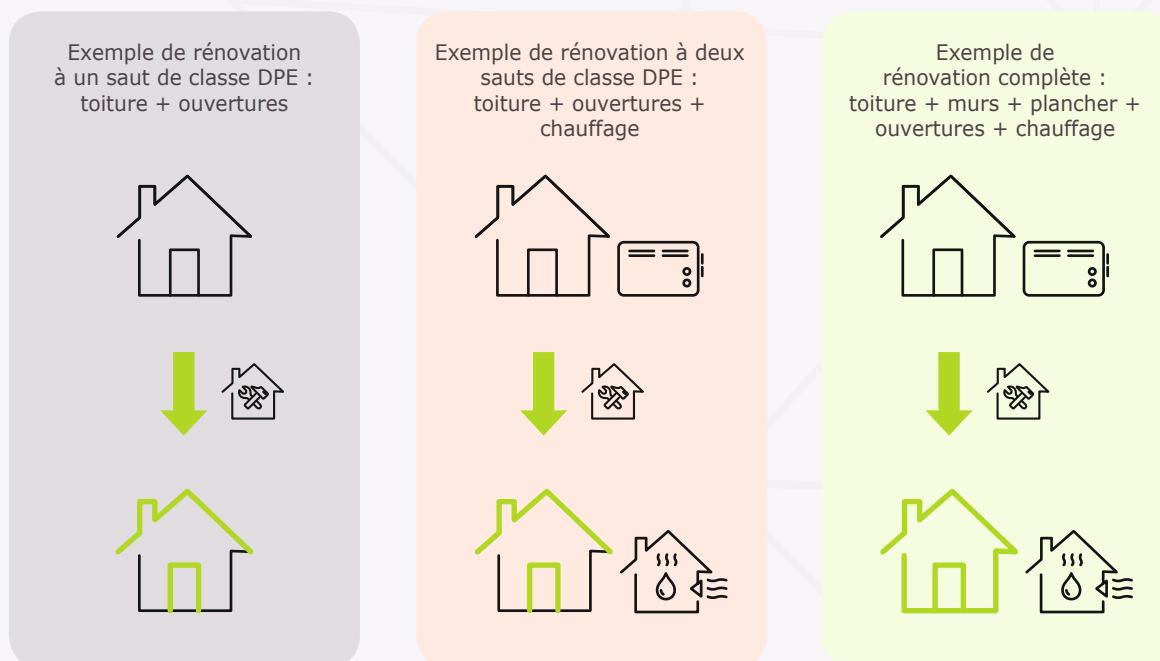 Exemple de rénovation
à un saut de classe DPE :
toiture + ouvertures
Exemple de rénovation à deux
sauts de classe DPE :
toiture + ouvertures +
chauffage
Exemple de
rénovation complète :
toiture + murs + plancher +
ouvertures + chauffage